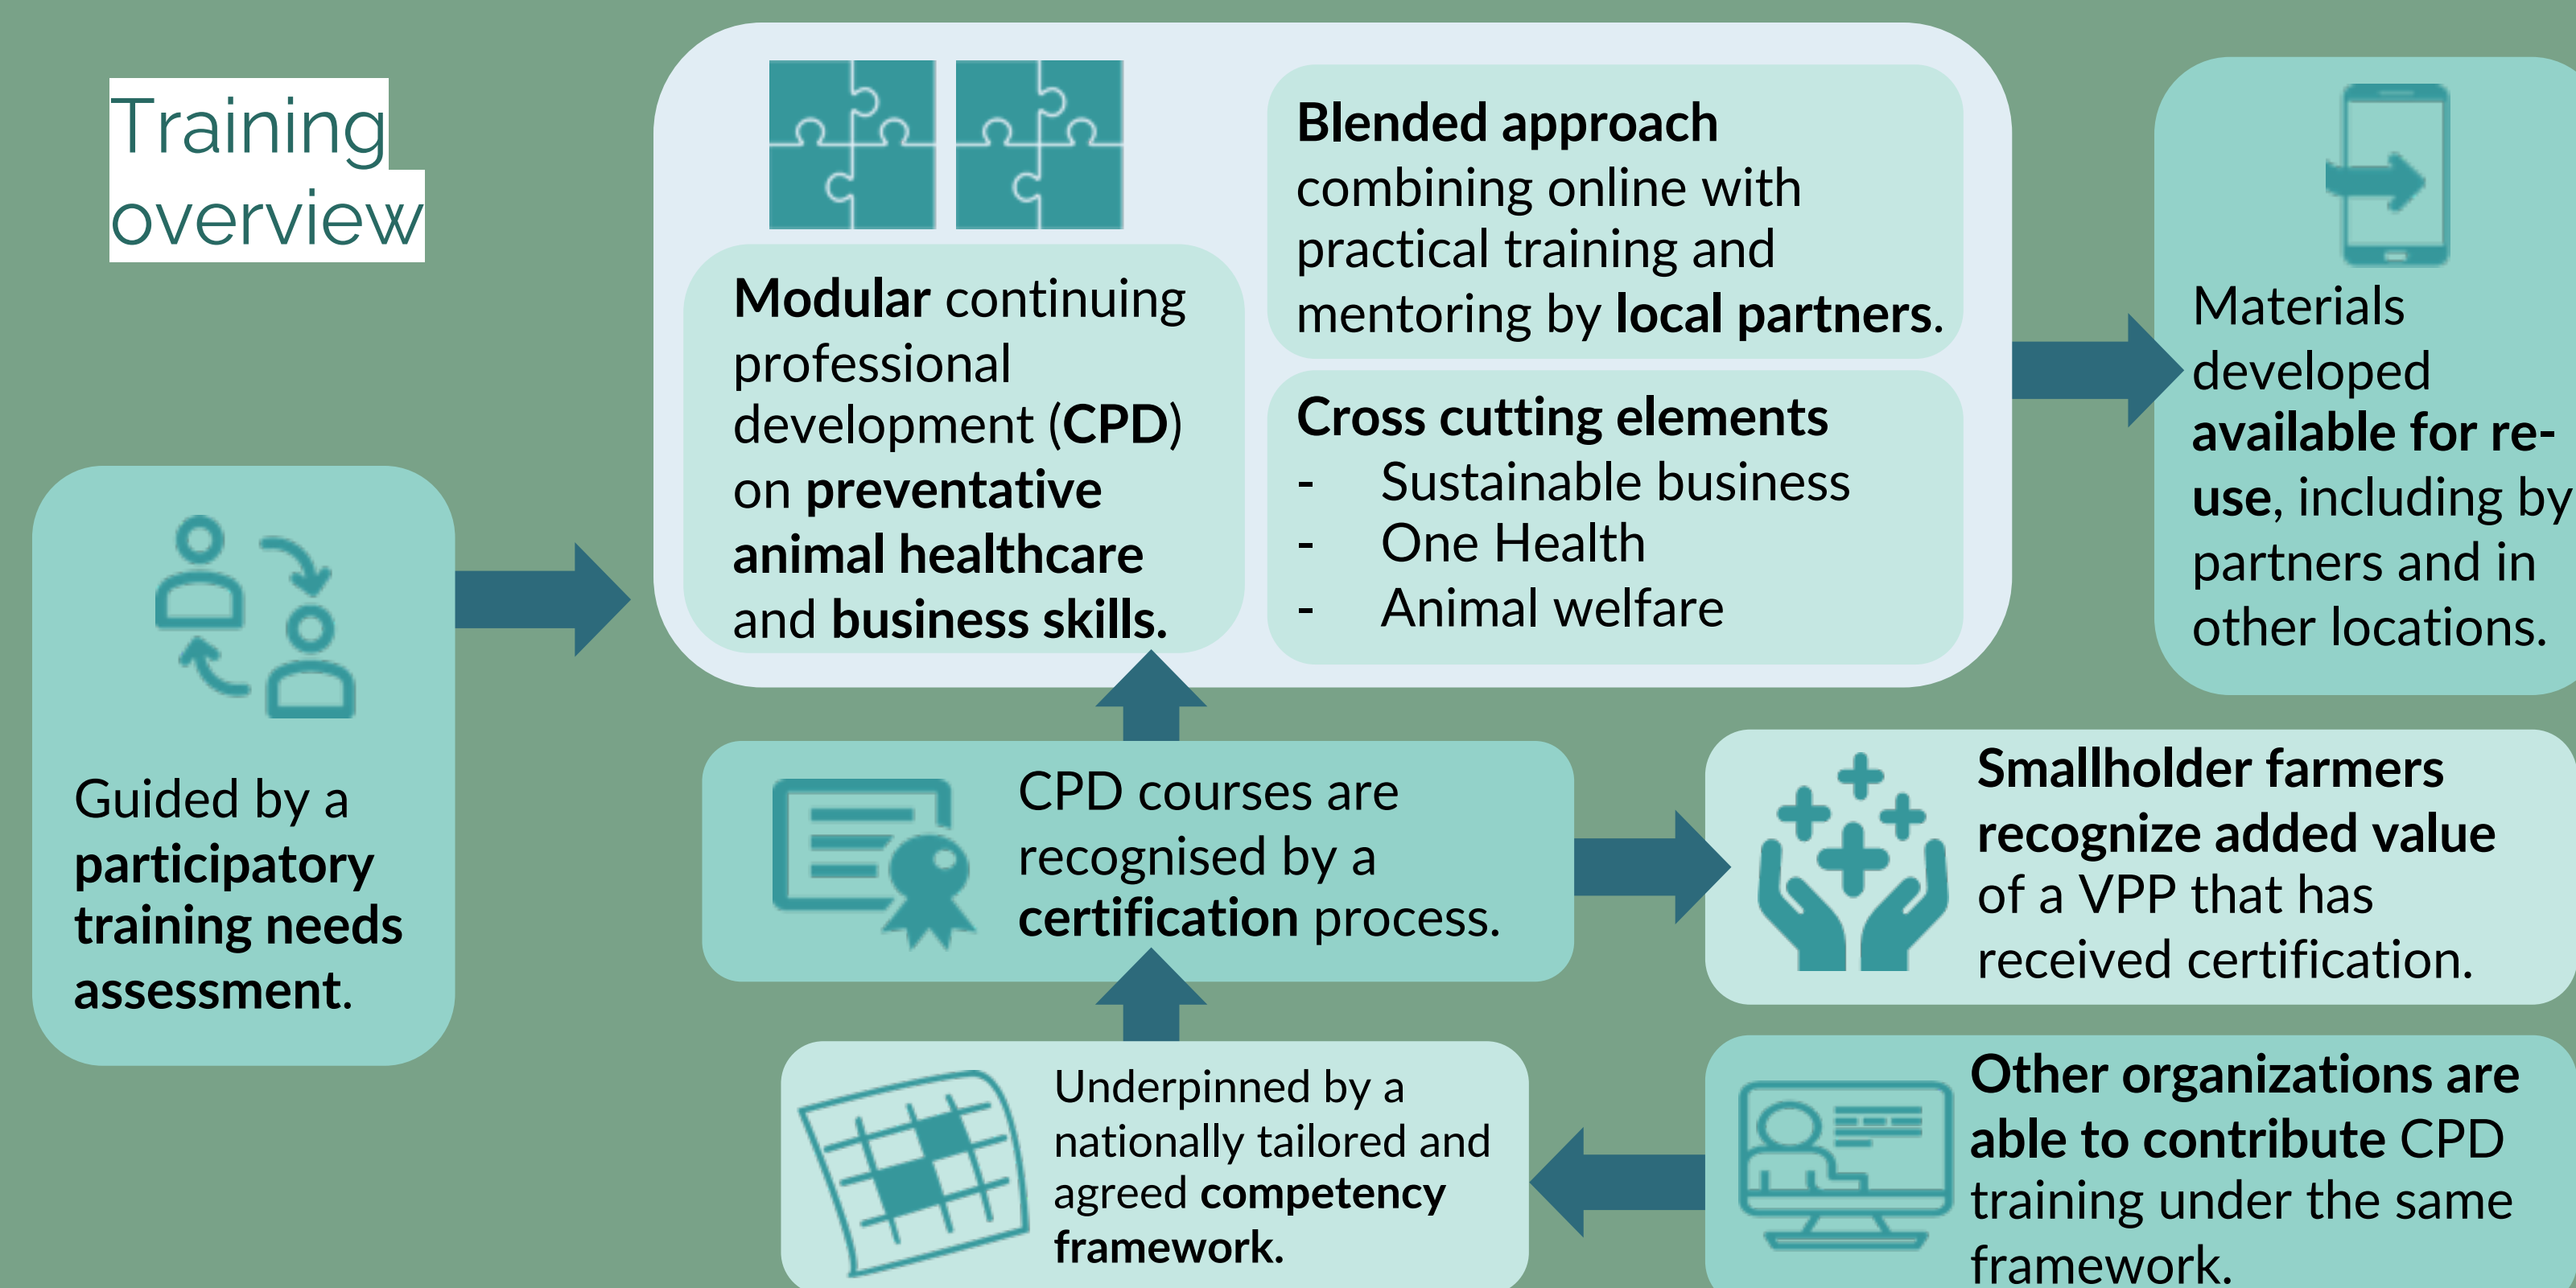 Training
overview
Guided by a
participatory
training needs
assessment.
Modular continuing
professional
development (CPD)
on preventative
animal healthcare
and business skills.
Blended approach
combining online with
practical training and
mentoring by local partners.
Cross cutting elements
- Sustainable business
- One Health
- Animal welfare
Materials
developed
available for re-
use, including by
partners and in
other locations.
CPD courses are
recognised by a
certification process.
Smallholder farmers
recognize added value
of a VPP that has
received certification.
Underpinned by a
nationally tailored and
agreed competency
framework.
Other organizations are
able to contribute CPD
training under the same
framework.